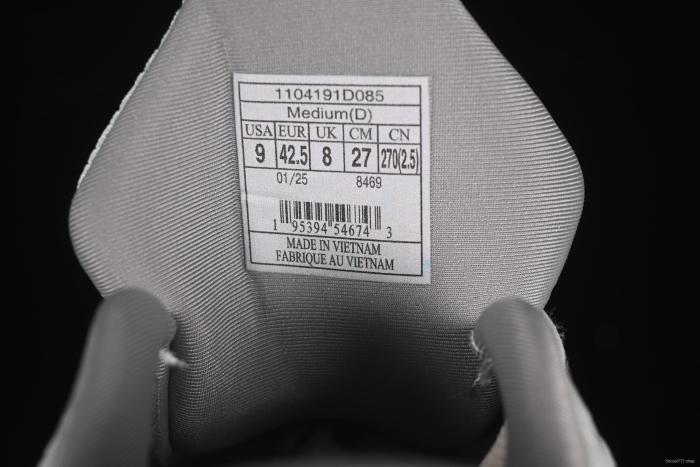 1104191D085
Medium(D)
USA EUR UK CM CN
9 42.5 8 27 270(2.5)
01/25 8469
1 95394 54674 3
MADE IN VIETNAM
FABRIQUE AU VIETNAM